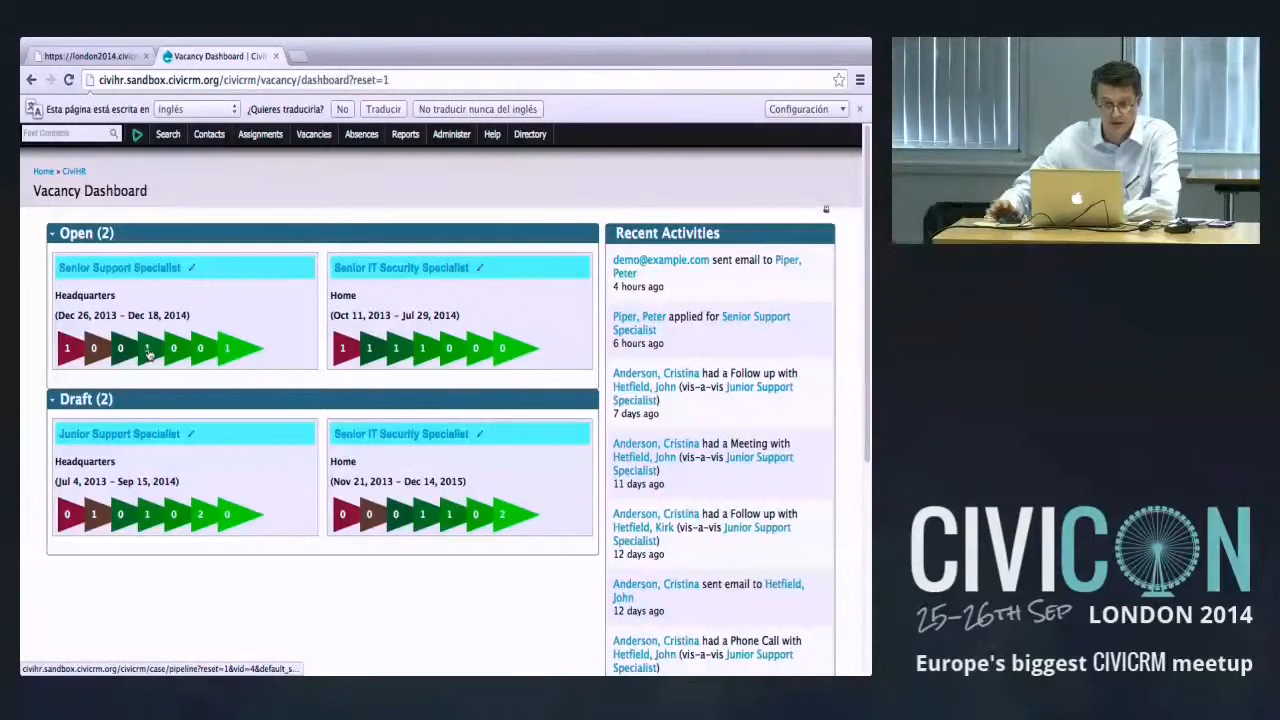 https://london2014.civic
Vacancy Dashboard | Civi
civihr.sandbox.civicrm.org/civicrm/vacancy/dashboard?reset=1
Esta página está escrita en inglés ¿Quieres traducirla? No Traducir No traducir nunca del inglés Configuración
Find Contacts Search Contacts Assignments Vacancies Absences Reports Administer Help Directory
Home » CiviHR
Vacancy Dashboard
Open (2)
Senior Support Specialist
Headquarters
(Dec 26, 2013 – Dec 18, 2014)
1 0 0 1 0 0 1
Senior IT Security Specialist
Home
(Oct 11, 2013 – Jul 29, 2014)
1 1 1 1 0 0 0
Draft (2)
Junior Support Specialist
Headquarters
(Jul 4, 2013 – Sep 15, 2014)
0 1 0 1 0 2 0
Senior IT Security Specialist
Home
(Nov 21, 2013 – Dec 14, 2015)
0 0 0 1 1 0 2
Recent Activities
demo@example.com sent email to Piper,
Peter
4 hours ago
Piper, Peter applied for Senior Support
Specialist
6 hours ago
Anderson, Cristina had a Follow up with
Hetfield, John (vis-a-vis Junior Support
Specialist)
7 days ago
Anderson, Cristina had a Meeting with
Hetfield, John (vis-a-vis Junior Support
Specialist)
11 days ago
Anderson, Cristina had a Follow up with
Hetfield, Kirk (vis-a-vis Junior Support
Specialist)
12 days ago
Anderson, Cristina sent email to Hetfield,
John
12 days ago
Anderson, Cristina had a Phone Call with
Hetfield, John (vis-a-vis Junior Support
Specialist)
civihr.sandbox.civicrm.org/civicrm/case/pipeline?reset=1&vid=4&default_s...
CIVICON
25-26TH SEP LONDON 2014
Europe's biggest CIVICRM meetup